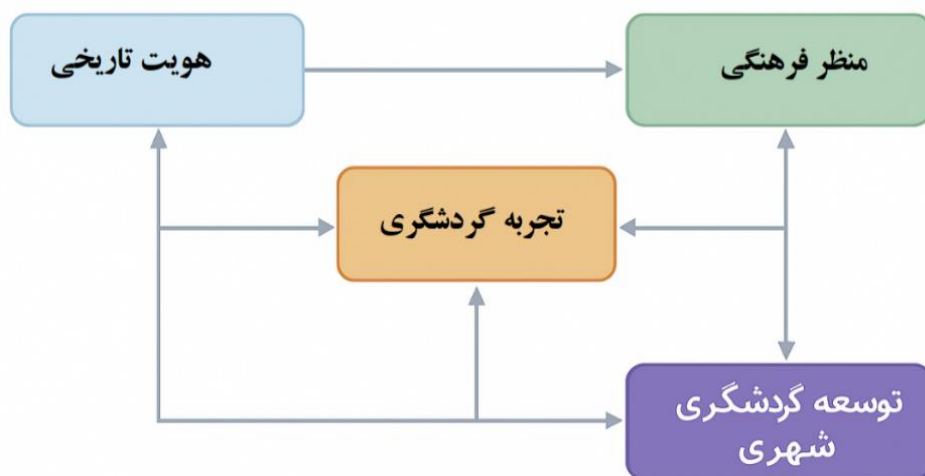 منظر فرهنگی
هویت تاریخی
تجربه گردشگری
توسعه گردشگری
شهری